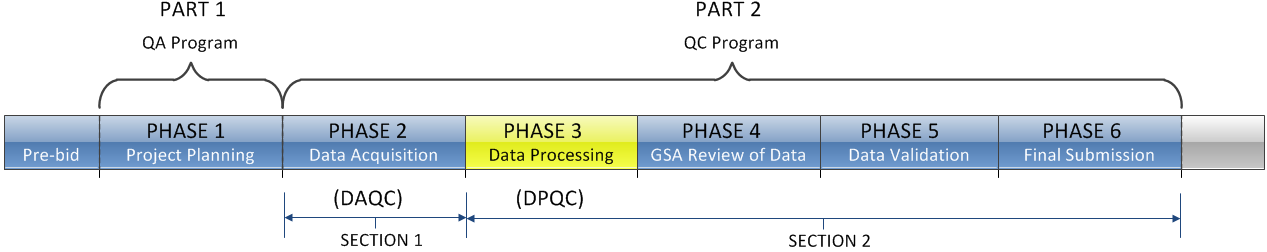 PART 1
PART 2
QA Program
QC Program
PHASE 1
PHASE 2
PHASE 3
PHASE 4
PHASE 5
PHASE 6
Pre-bid
Project Planning
Data Acquisition
Data Processing
GSA Review of Data
Data Validation
Final Submission
(DAQC)
(DPQC)
SECTION 1
SECTION 2